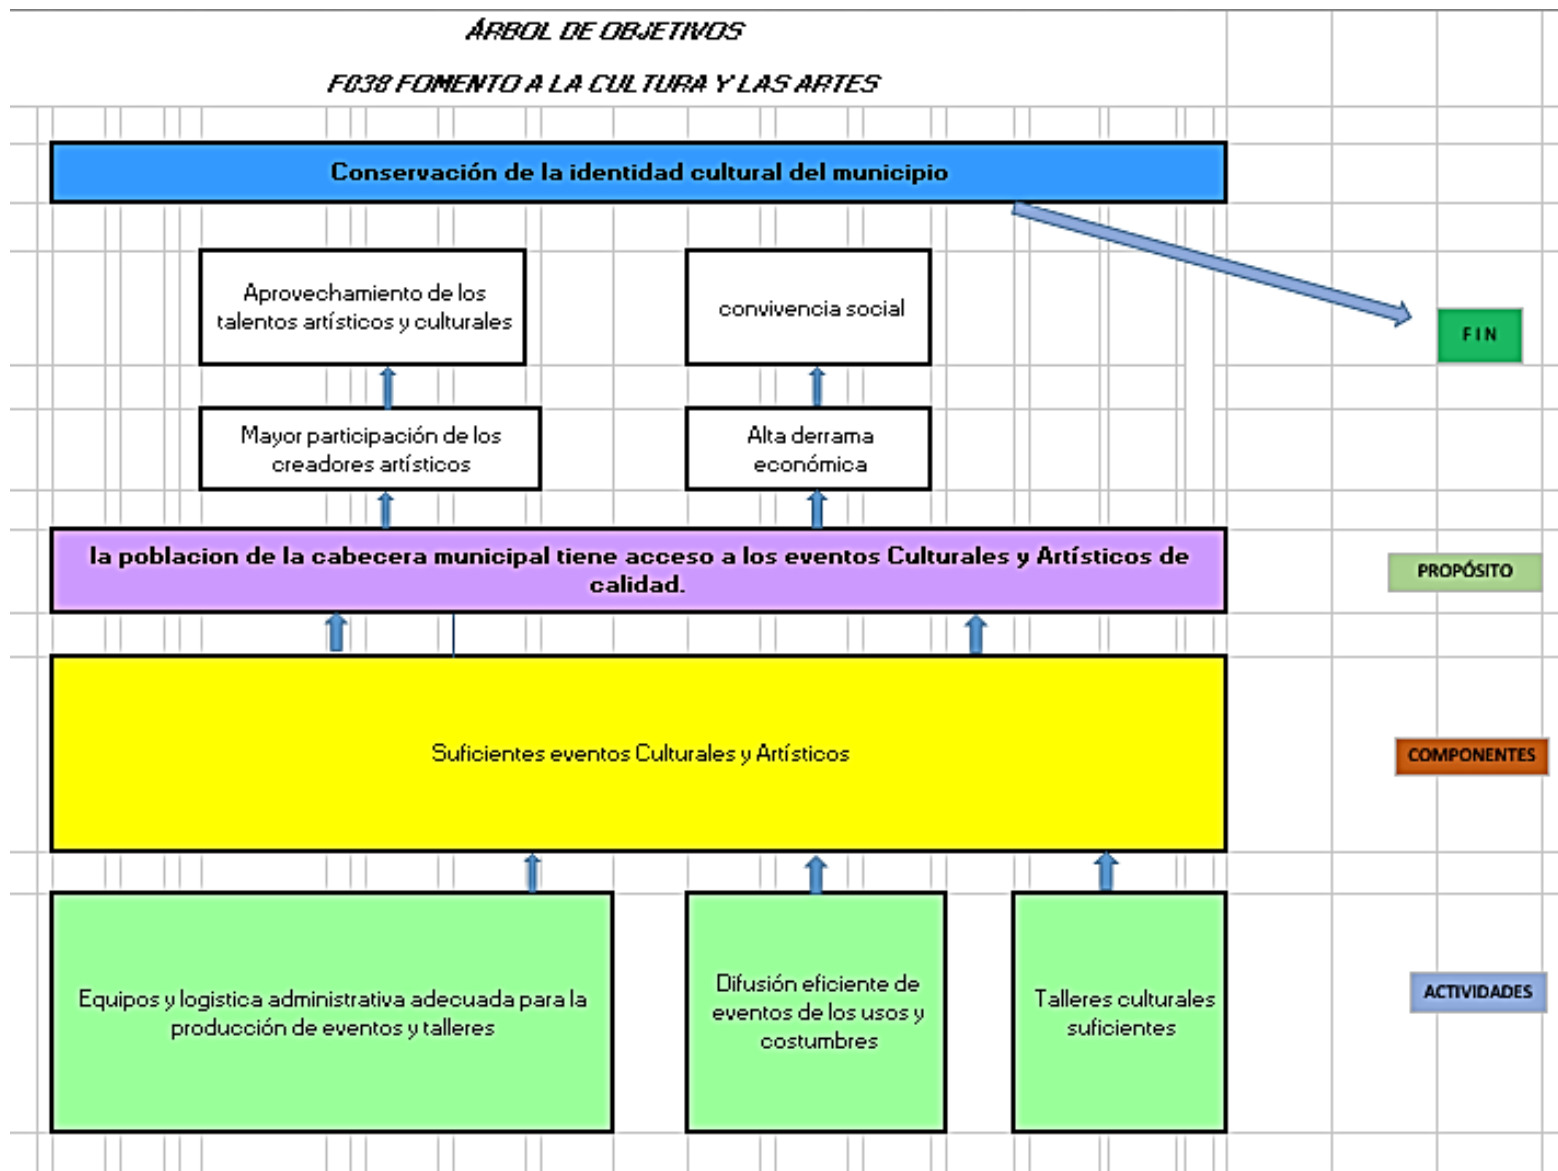 ÁRBOL DE OBJETIVOS
F038 FOMENTO A LA CULTURA Y LAS ARTES
Conservación de la identidad cultural del municipio
Aprovechamiento de los
talentos artísticos y culturales
convivencia social
FIN
Mayor participación de los
creadores artísticos
Alta derrama
económica
la poblacion de la cabecera municipal tiene acceso a los eventos Culturales y Artísticos de
calidad.
PROPÓSITO
Suficientes eventos Culturales y Artísticos
COMPONENTES
Equipos y logistica administrativa adecuada para la
producción de eventos y talleres
Difusión eficiente de
eventos de los usos y
costumbres
Talleres culturales
suficientes
ACTIVIDADES